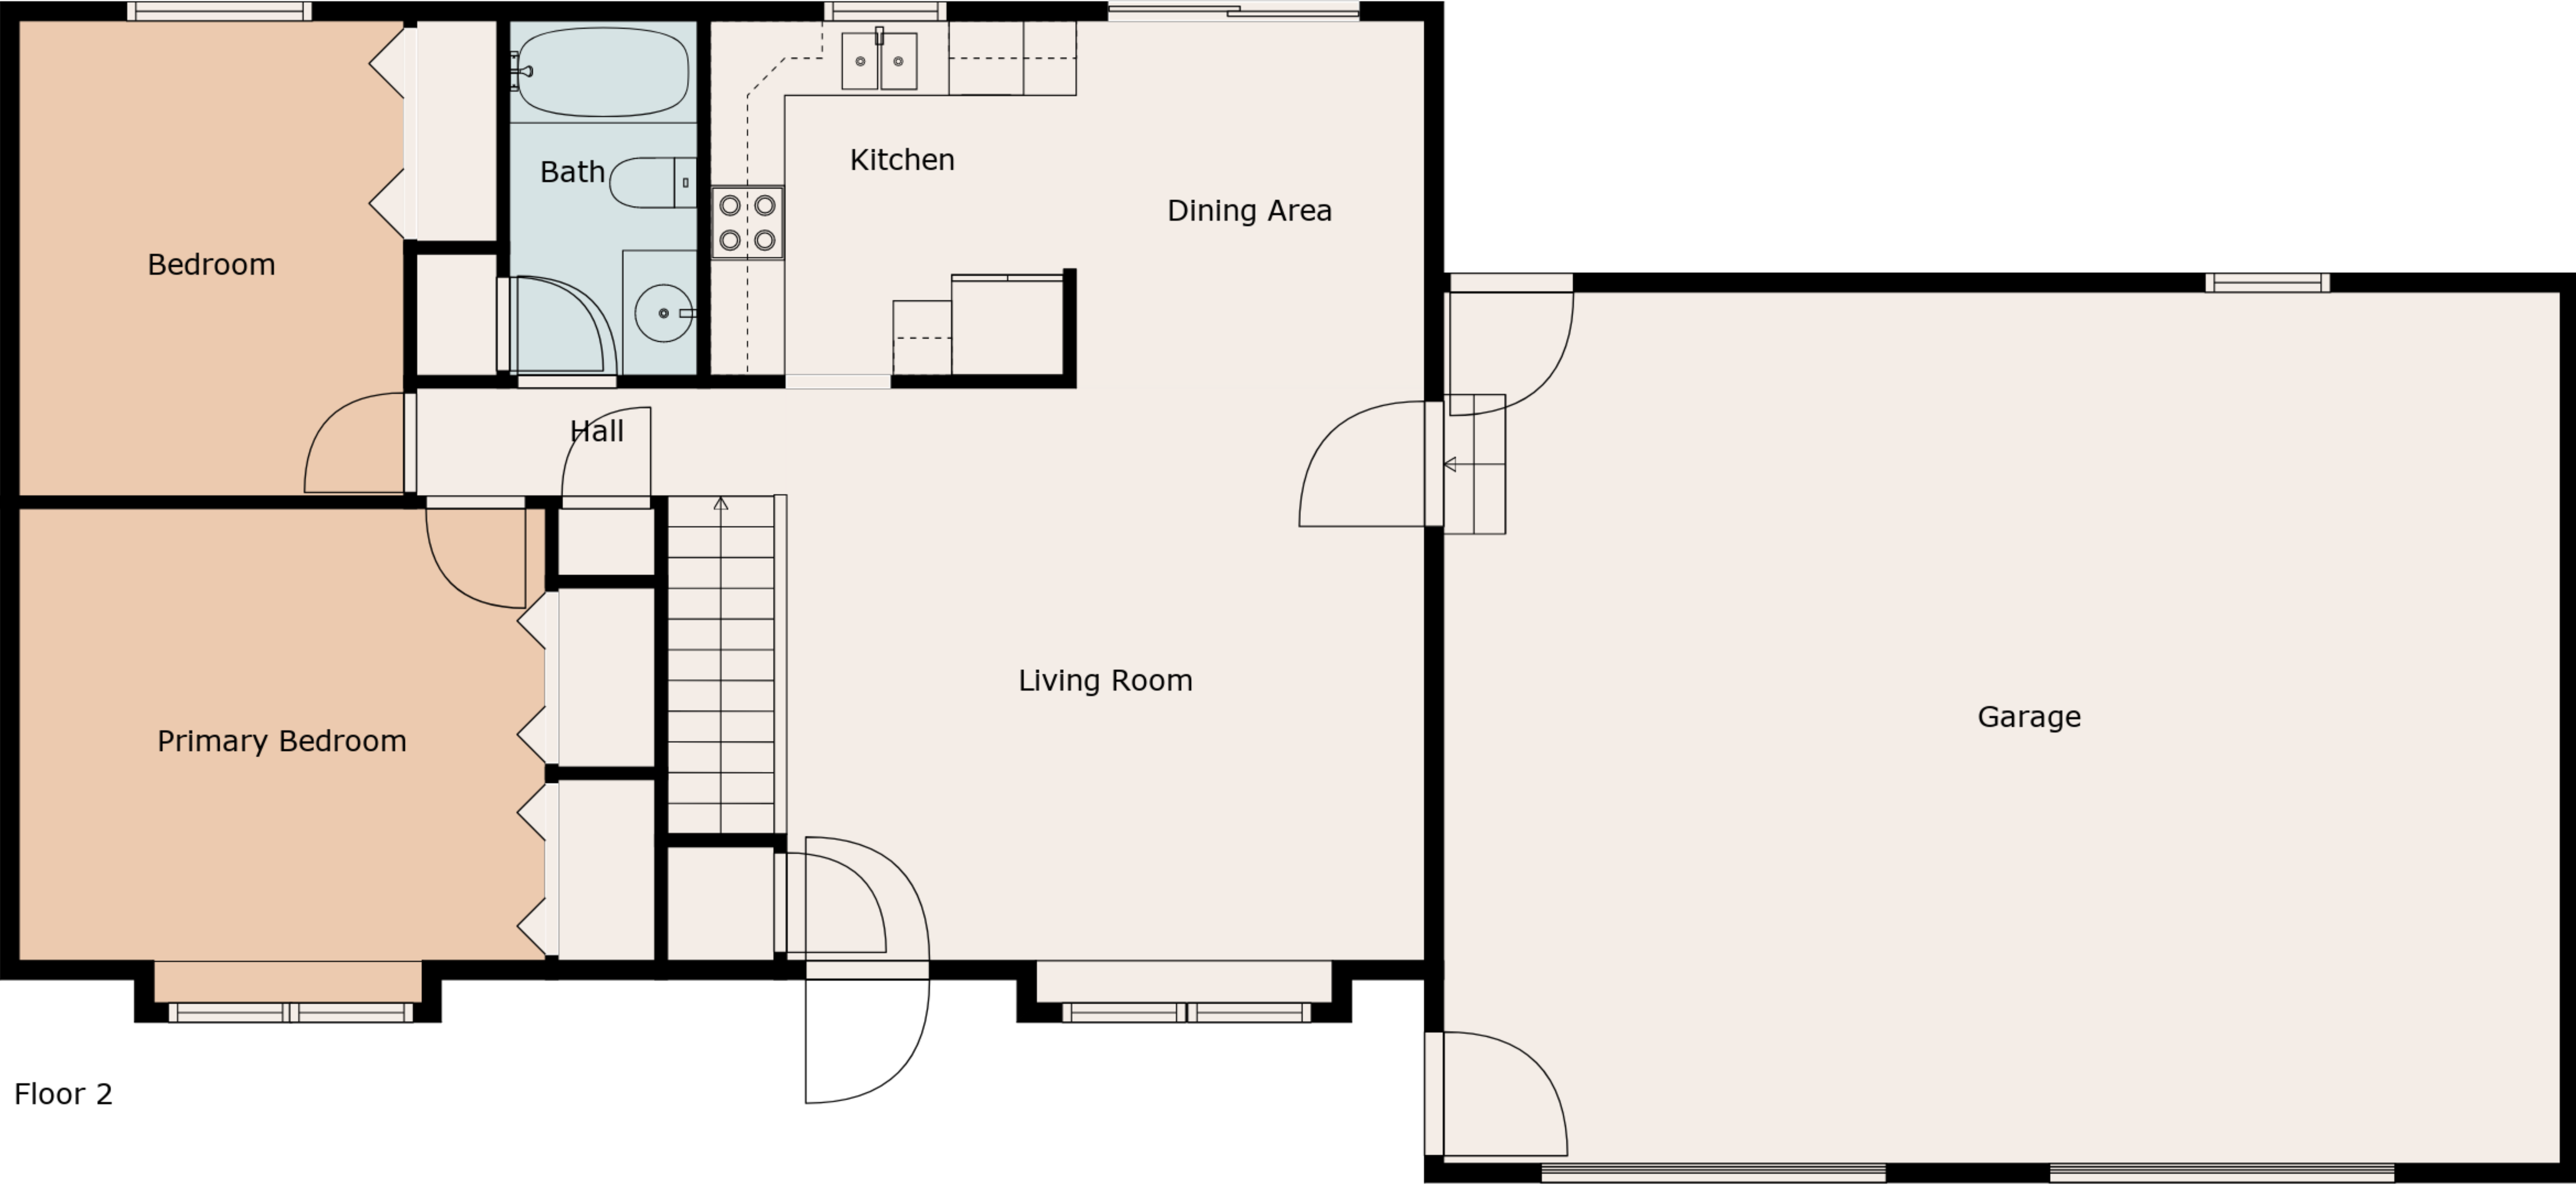 Bath
Kitchen
Dining Area
Bedroom
Hall
Living Room
Garage
Primary Bedroom
Floor 2